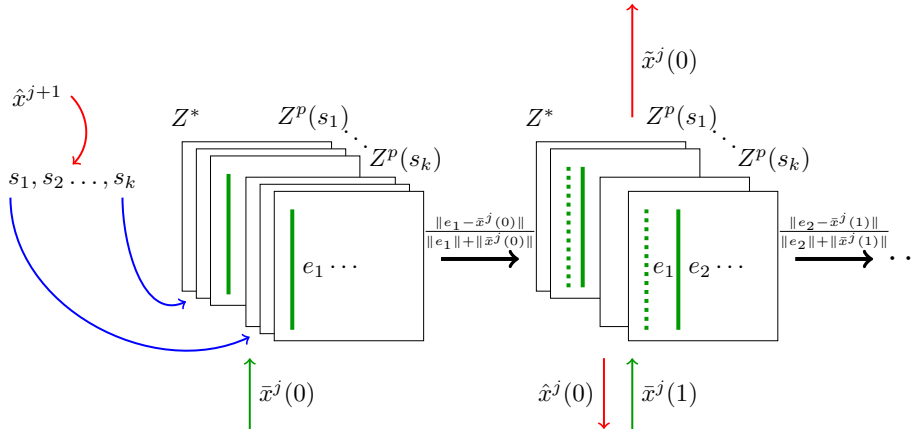 x̃^j(0)
x̂^{j+1}
Z^* Z^p(s_1) ⋱ Z^p(s_k)
Z^* Z^p(s_1) ⋱ Z^p(s_k)
s_1, s_2 …, s_k
e_1 ⋯
‖e_1−x̄^j(0)‖
‖e_1‖+‖x̄^j(0)‖
e_1 e_2 ⋯
‖e_2−x̄^j(1)‖
‖e_2‖+‖x̄^j(1)‖
⋯
x̄^j(0)
x̂^j(0)
x̄^j(1)